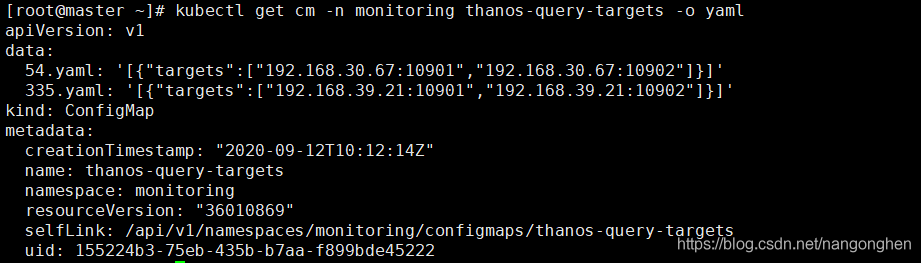 [root@master ~]# kubectl get cm -n monitoring thanos-query-targets -o yaml
apiVersion: v1
data:
  54.yaml: '[{"targets":["192.168.30.67:10901","192.168.30.67:10902"]}]'
  335.yaml: '[{"targets":["192.168.39.21:10901","192.168.39.21:10902"]}]'
kind: ConfigMap
metadata:
  creationTimestamp: "2020-09-12T10:12:14Z"
  name: thanos-query-targets
  namespace: monitoring
  resourceVersion: "36010869"
  selfLink: /api/v1/namespaces/monitoring/configmaps/thanos-query-targets
  uid: 155224b3-75eb-435b-b7aa-f899bde45222
https://blog.csdn.net/nangonghen